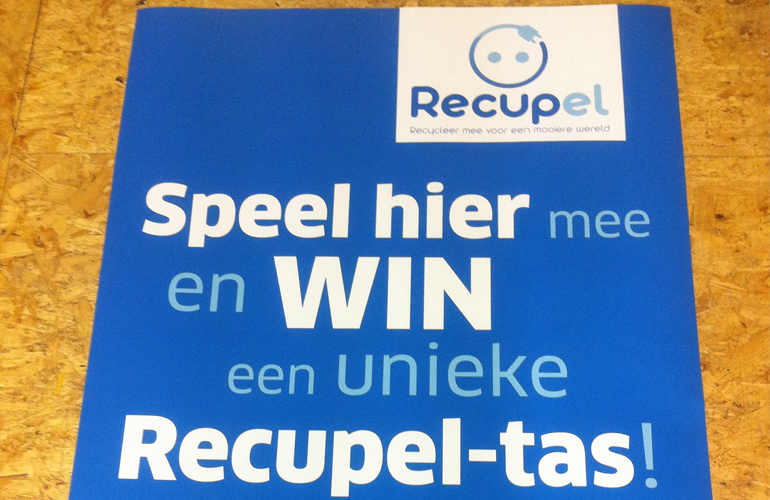 Recupel
Recycleer mee voor een mooiere wereld
Speel hier mee
en WIN
een unieke
Recupel-tas!